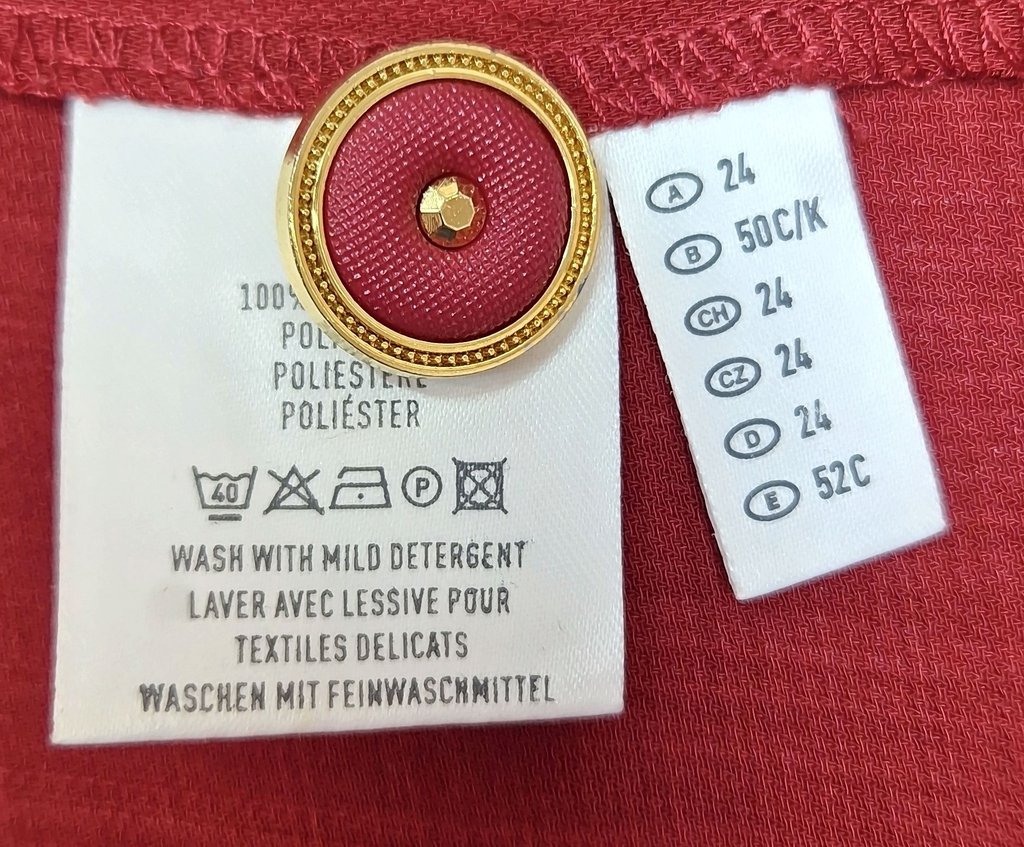 100%
POLIESTERE
POLIÉSTER
40 P
WASH WITH MILD DETERGENT
LAVER AVEC LESSIVE POUR
TEXTILES DELICATS
WASCHEN MIT FEINWASCHMITTEL
A 24
B 50C/K
CH 24
CZ 24
D 24
E 52C